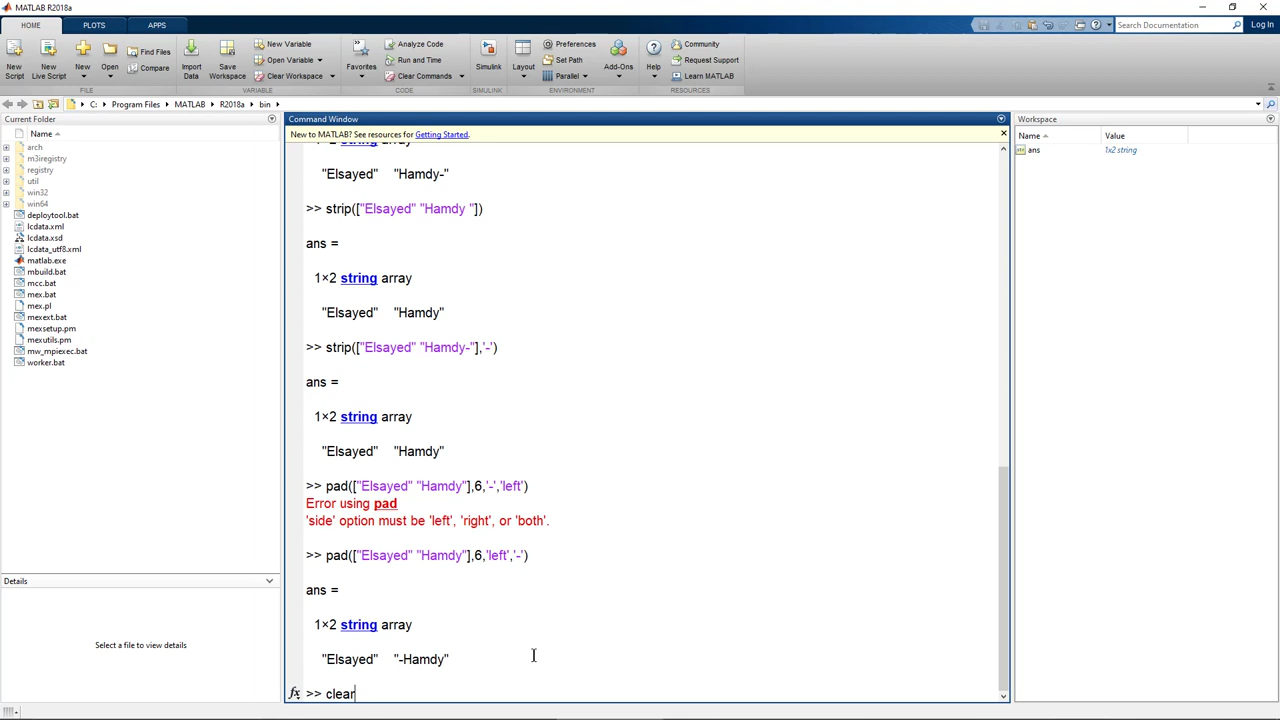 MATLAB R2018a
HOME PLOTS APPS
Search Documentation Log In
New Script
New Live Script
New
Open
Find Files
Compare
FILE
Import Data
Save Workspace
New Variable
Open Variable
Clear Workspace
VARIABLE
Favorites
Analyze Code
Run and Time
Clear Commands
CODE
Simulink
SIMULINK
Layout
Preferences
Set Path
Parallel
Add-Ons
ENVIRONMENT
Help
Community
Request Support
Learn MATLAB
RESOURCES
C: Program Files MATLAB R2018a bin
Current Folder
Name
arch
m3iregistry
registry
util
win32
win64
deploytool.bat
lcdata.xml
lcdata.xsd
lcdata_utf8.xml
matlab.exe
mbuild.bat
mcc.bat
mex.bat
mex.pl
mexext.bat
mexsetup.pm
mexutils.pm
mw_mpiexec.bat
worker.bat
Details
Select a file to view details
Command Window
New to MATLAB? See resources for Getting Started.
1×2 string array
"Elsayed" "Hamdy-"
>> strip(["Elsayed" "Hamdy "])
ans =
1×2 string array
"Elsayed" "Hamdy"
>> strip(["Elsayed" "Hamdy-"],'-')
ans =
1×2 string array
"Elsayed" "Hamdy"
>> pad(["Elsayed" "Hamdy"],6,'-','left')
Error using pad
'side' option must be 'left', 'right', or 'both'.
>> pad(["Elsayed" "Hamdy"],6,'left','-')
ans =
1×2 string array
"Elsayed" "-Hamdy"
fx >> clear
Workspace
Name Value
ans 1x2 string